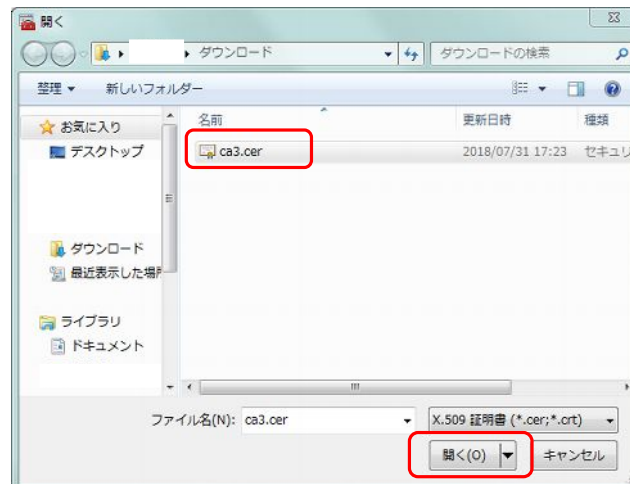 開く
ダウンロード
ダウンロードの検索
整理
新しいフォルダー
お気に入り
デスクトップ
ダウンロード
最近表示した場
ライブラリ
ドキュメント
名前
更新日時
種類
ca3.cer
2018/07/31 17:23
セキュリ
ファイル名(N): ca3.cer
X.509 証明書 (*.cer;*.crt)
開く(O)
キャンセル